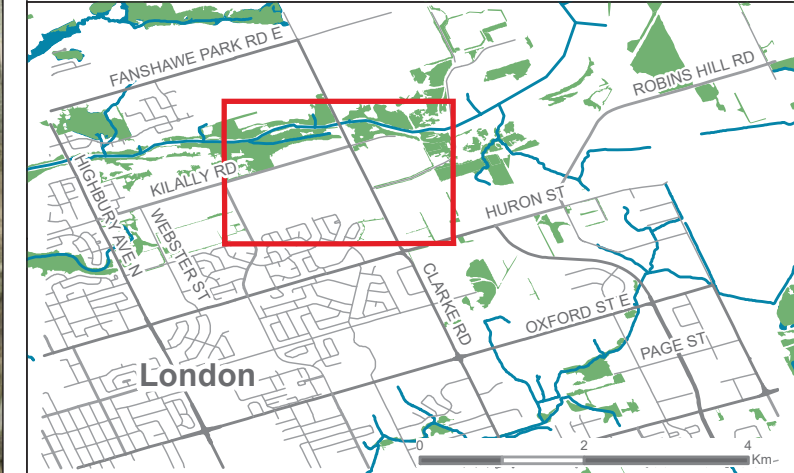 FANSHAWE PARK RD E
ROBINS HILL RD
KILALLY RD
HIGHBURY AVE N
WEBSTER ST
HURON ST
CLARKE RD
OXFORD ST E
PAGE ST
London
0 2 4
Km